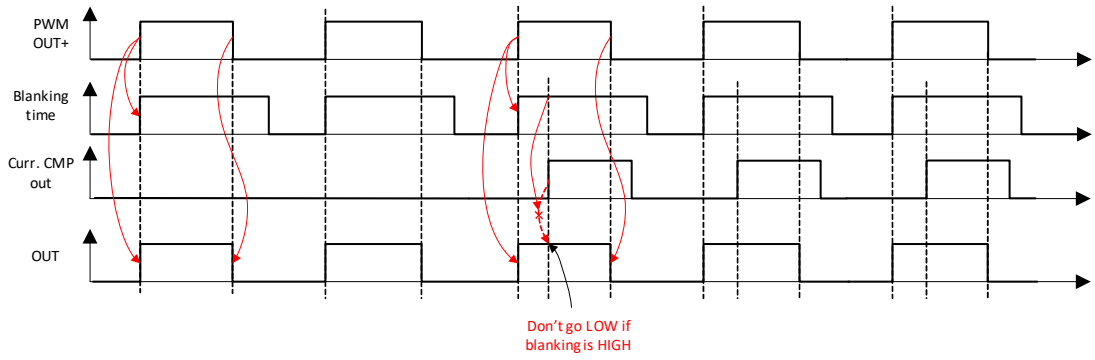 PWM
OUT+
Blanking
time
Curr. CMP
out
OUT
Don't go LOW if
blanking is HIGH